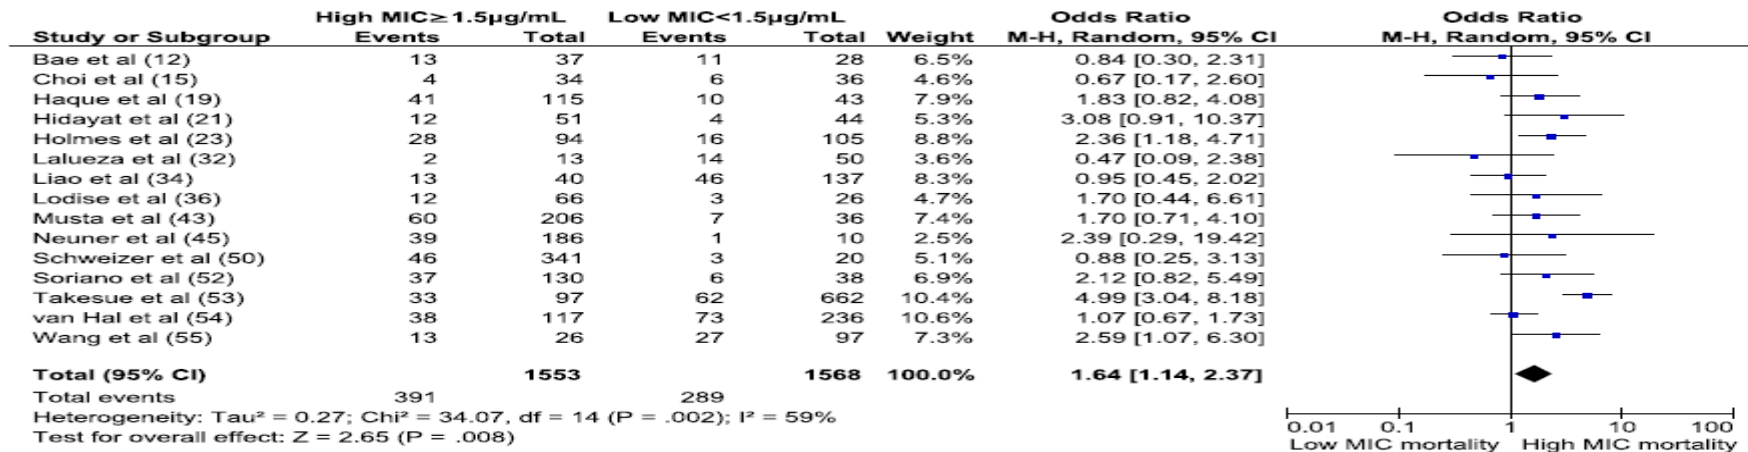 High MIC≥1.5µg/mL Low MIC<1.5µg/mL Odds Ratio Odds Ratio
Study or Subgroup Events Total Events Total Weight M-H, Random, 95% CI M-H, Random, 95% CI
Bae et al (12) 13 37 11 28 6.5% 0.84 [0.30, 2.31]
Choi et al (15) 4 34 6 36 4.6% 0.67 [0.17, 2.60]
Haque et al (19) 41 115 10 43 7.9% 1.83 [0.82, 4.08]
Hidayat et al (21) 12 51 4 44 5.3% 3.08 [0.91, 10.37]
Holmes et al (23) 28 94 16 105 8.8% 2.36 [1.18, 4.71]
Lalueza et al (32) 2 13 14 50 3.6% 0.47 [0.09, 2.38]
Liao et al (34) 13 40 46 137 8.3% 0.95 [0.45, 2.02]
Lodise et al (36) 12 66 3 26 4.7% 1.70 [0.44, 6.61]
Musta et al (43) 60 206 7 36 7.4% 1.70 [0.71, 4.10]
Neuner et al (45) 39 186 1 10 2.5% 2.39 [0.29, 19.42]
Schweizer et al (50) 46 341 3 20 5.1% 0.88 [0.25, 3.13]
Soriano et al (52) 37 130 6 38 6.9% 2.12 [0.82, 5.49]
Takesue et al (53) 33 97 62 662 10.4% 4.99 [3.04, 8.18]
van Hal et al (54) 38 117 73 236 10.6% 1.07 [0.67, 1.73]
Wang et al (55) 13 26 27 97 7.3% 2.59 [1.07, 6.30]
Total (95% CI) 1553 1568 100.0% 1.64 [1.14, 2.37]
Total events 391 289
Heterogeneity: Tau² = 0.27; Chi² = 34.07, df = 14 (P = .002); I² = 59%
Test for overall effect: Z = 2.65 (P = .008)
0.01 0.1 1 10 100
Low MIC mortality High MIC mortality